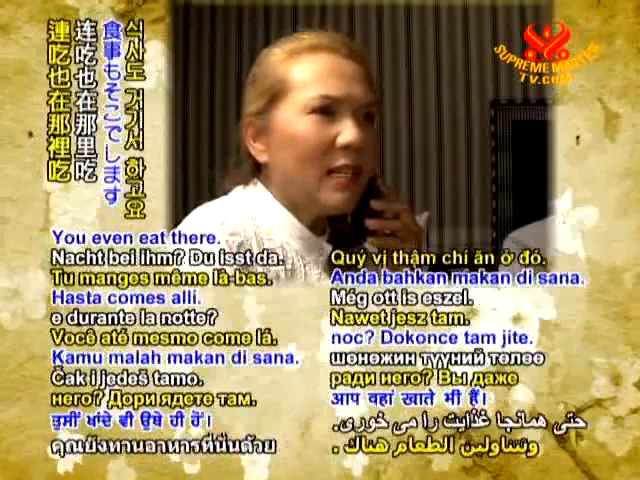 連吃也在那裡吃
连吃也在那里吃
食事もそこでします
식사도 거기서 하고요
SUPREME MASTER
TV.COM
You even eat there.
Nacht bei ihm? Du isst da.
Tu manges même là-bas.
Hasta comes allí.
e durante la notte?
Você até mesmo come lá.
Kamu malah makan di sana.
Čak i jedeš tamo.
него? Дори ядете там.
ਤੁਸੀਂ ਖਾਂਦੇ ਵੀ ਉਥੇ ਹੀ ਹੋਂ।
คุณยังทานอาหารที่นั่นด้วย
Quý vị thậm chí ăn ở đó.
Anda bahkan makan di sana.
Még ott is eszel.
Nawet jesz tam.
noc? Dokonce tam jite.
шөнөжин түүний төлөө
ради него? Вы даже
आप वहां खाते भी हैं।
حتی همانجا غذایت را می خوری.
وتتناولين الطعام هناك .